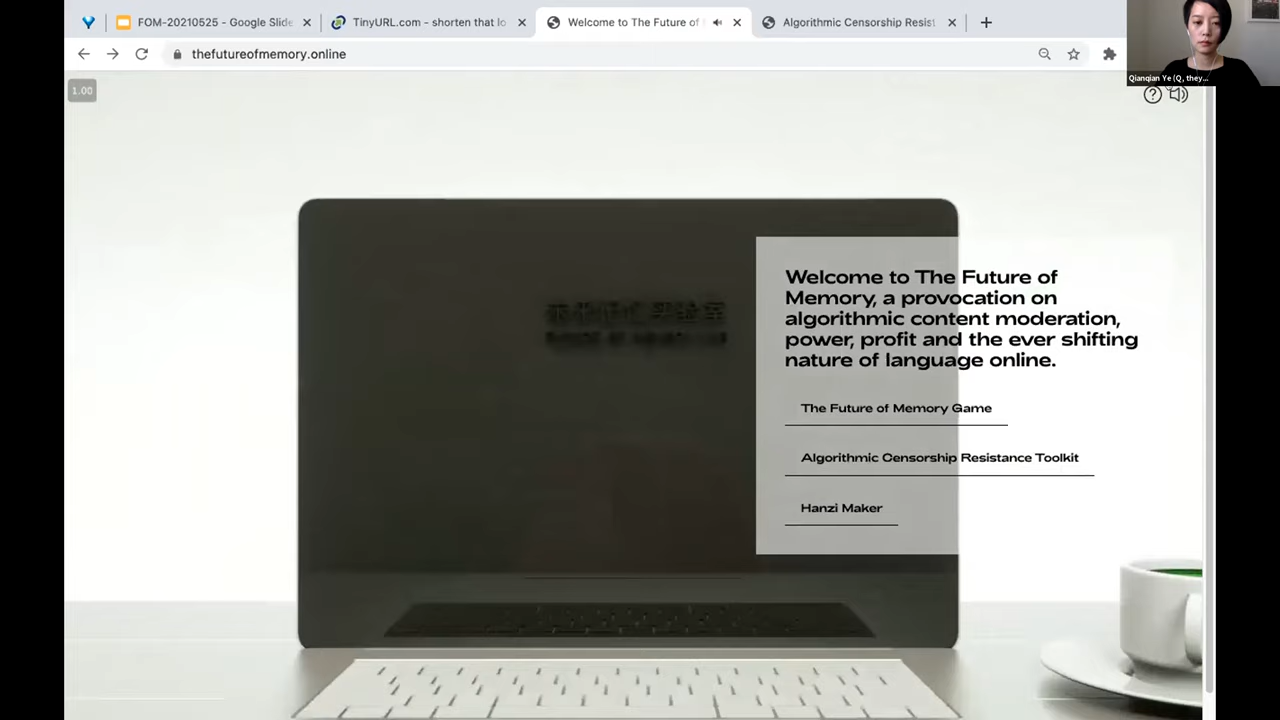 FOM-20210525 - Google Slide
TinyURL.com - shorten that lo
Welcome to The Future of
Algorithmic Censorship Resist
thefutureofmemory.online
Qianqian Ye (Q, they...
1.00
Welcome to The Future of
Memory, a provocation on
algorithmic content moderation,
power, profit and the ever shifting
nature of language online.
The Future of Memory Game
Algorithmic Censorship Resistance Toolkit
Hanzi Maker